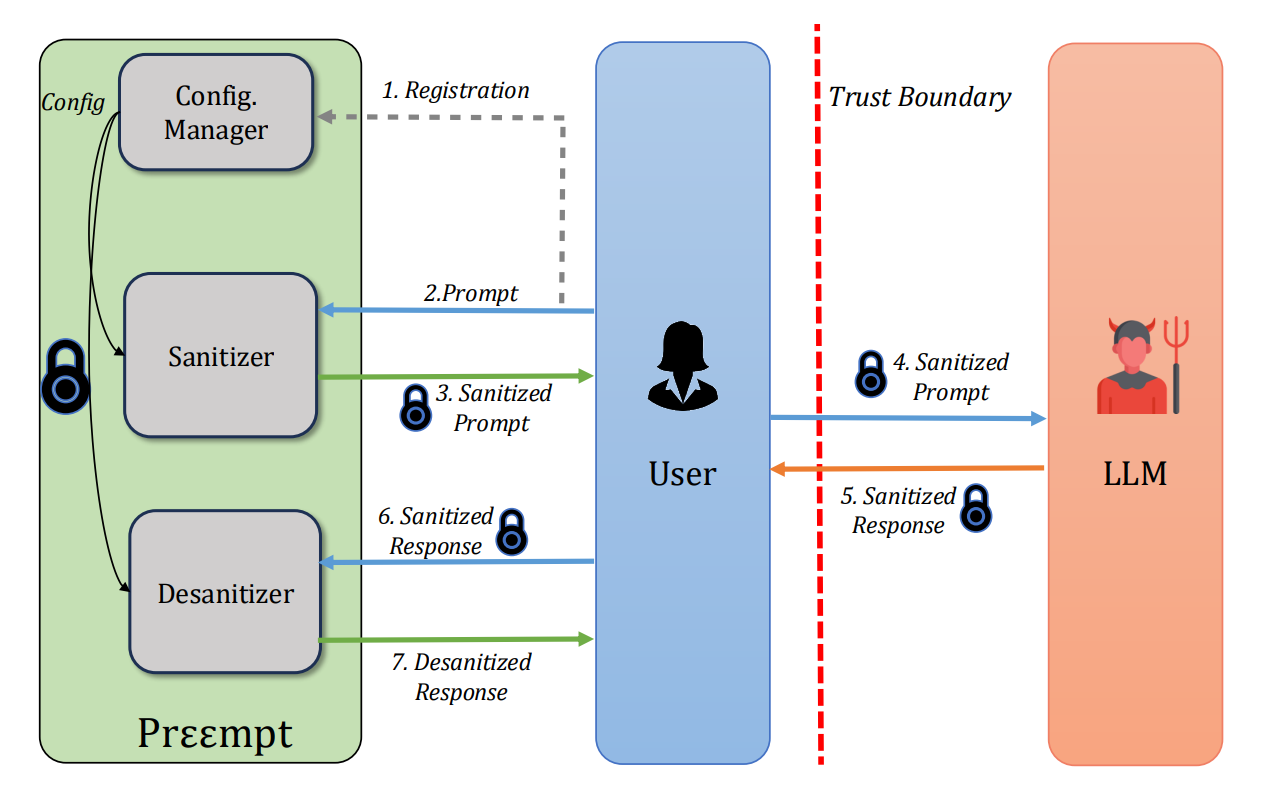 Config
Config.
Manager
1. Registration
Trust Boundary
2.Prompt
Sanitizer
3. Sanitized
Prompt
4. Sanitized
Prompt
User
LLM
5. Sanitized
Response
6. Sanitized
Response
Desanitizer
7. Desanitized
Response
Prεεmpt